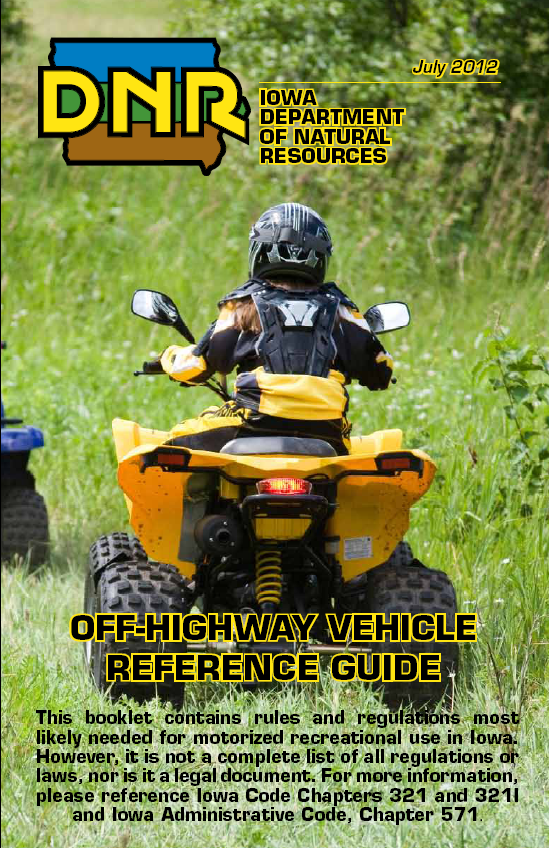 DNR
July 2012
IOWA
DEPARTMENT
OF NATURAL
RESOURCES
OFF-HIGHWAY VEHICLE
REFERENCE GUIDE
This booklet contains rules and regulations most
likely needed for motorized recreational use in Iowa.
However, it is not a complete list of all regulations or
laws, nor is it a legal document. For more information,
please reference Iowa Code Chapters 321 and 321I
and Iowa Administrative Code, Chapter 571.